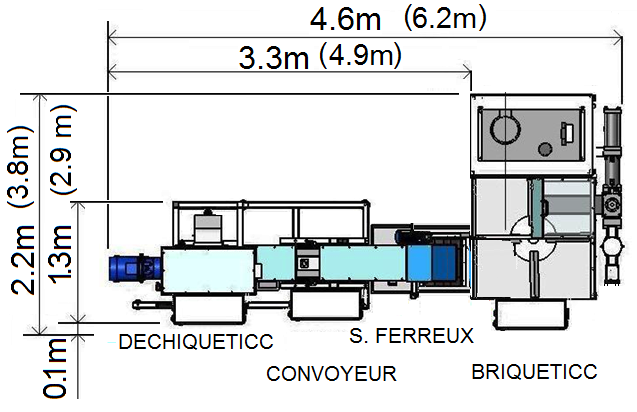 4.6m (6.2m)
3.3m (4.9m)
2.2m (3.8m)
1.3m (2.9 m)
0.1m
DECHIQUETICC
S. FERREUX
CONVOYEUR
BRIQUETICC